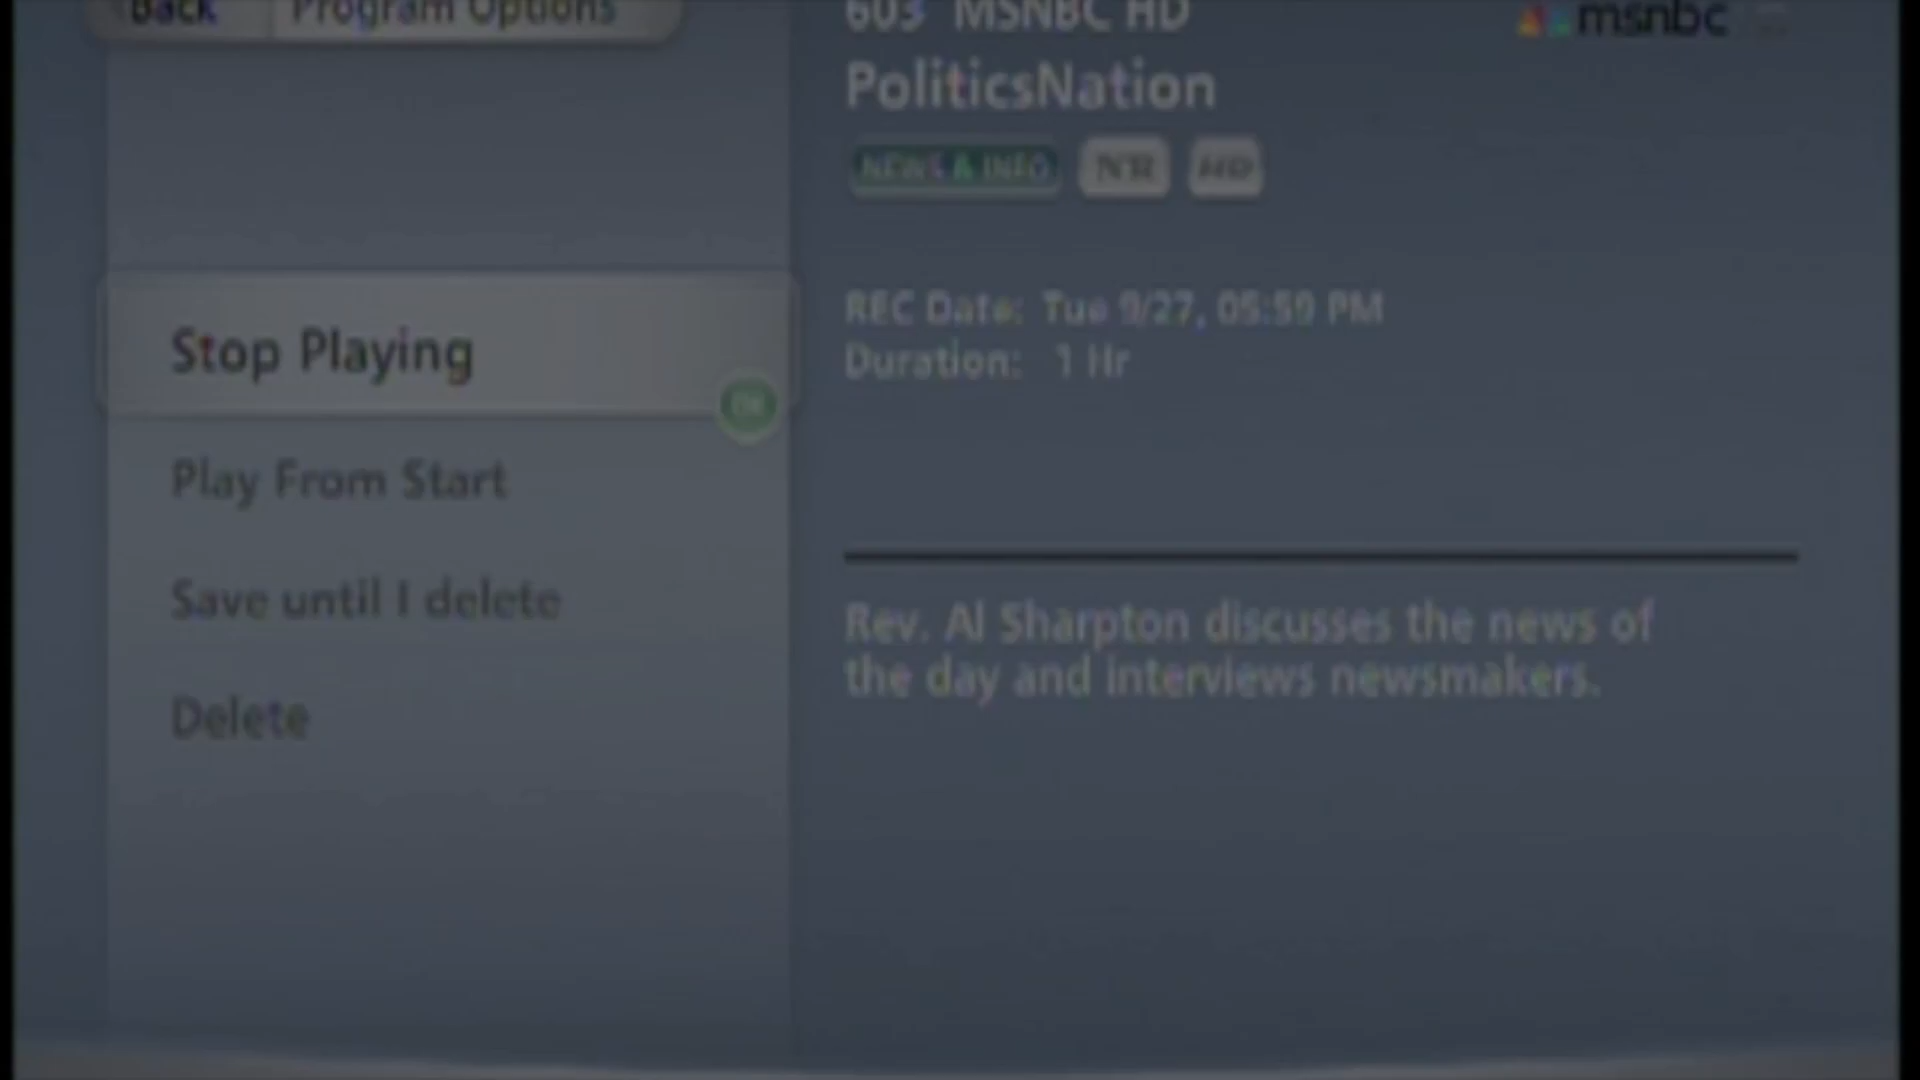 Back Program Options
Stop Playing
OK
Play From Start
Save until I delete
Delete
603 MSNBC HD
msnbc
PoliticsNation
NEWS & INFO NR HD
REC Date: Tue 9/27, 05:59 PM
Duration: 1 Hr
Rev. Al Sharpton discusses the news of
the day and interviews newsmakers.